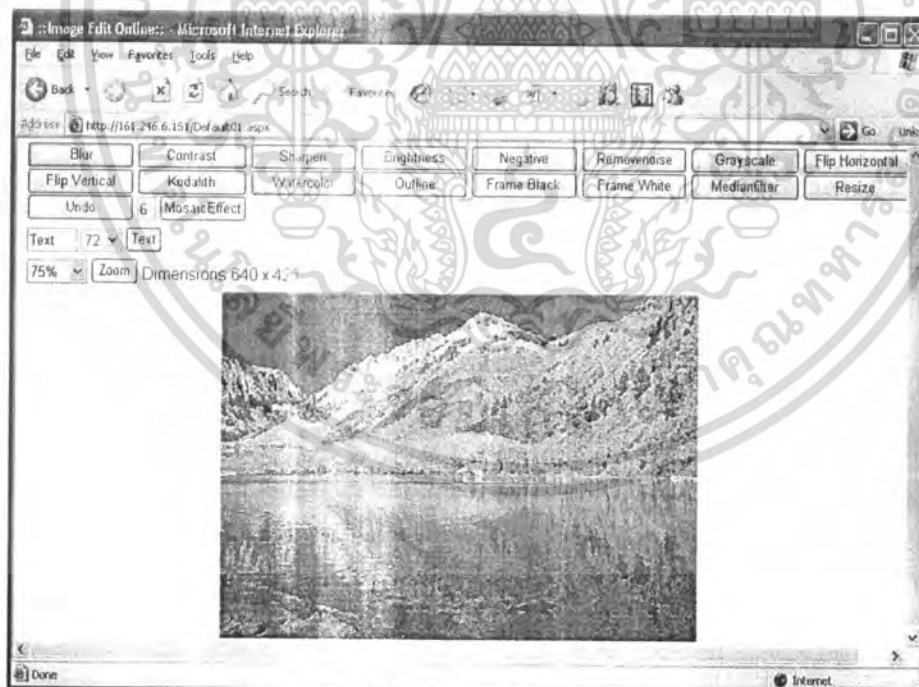 ::Image Edit Online:: - Microsoft Internet Explorer
File Edit View Favorites Tools Help
Back Search Favorites
Address http://161.246.6.151/Default01.aspx Go Links
Blur Contrast Sharpen Brightness Negative Removenoise Grayscale Flip Horizontal
Flip Vertical Kodalith Watercolor Outline Frame Black Frame White Medianfilter Resize
Undo 6 MosaicEffect
Text 72 Text
75% Zoom Dimensions 640 x
Done Internet